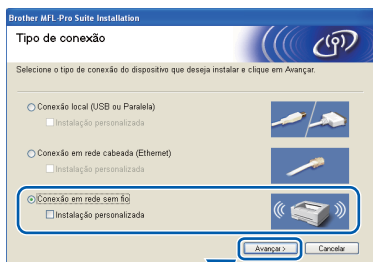 Brother MFL-Pro Suite Installation
Tipo de conexão
Selecione o tipo de conexão do dispositivo que deseja instalar e clique em Avançar.
Conexão local (USB ou Paralela)
Instalação personalizada
Conexão em rede cabeada (Ethernet)
Instalação personalizada
Conexão em rede sem fio
Instalação personalizada
Avançar >
Cancelar